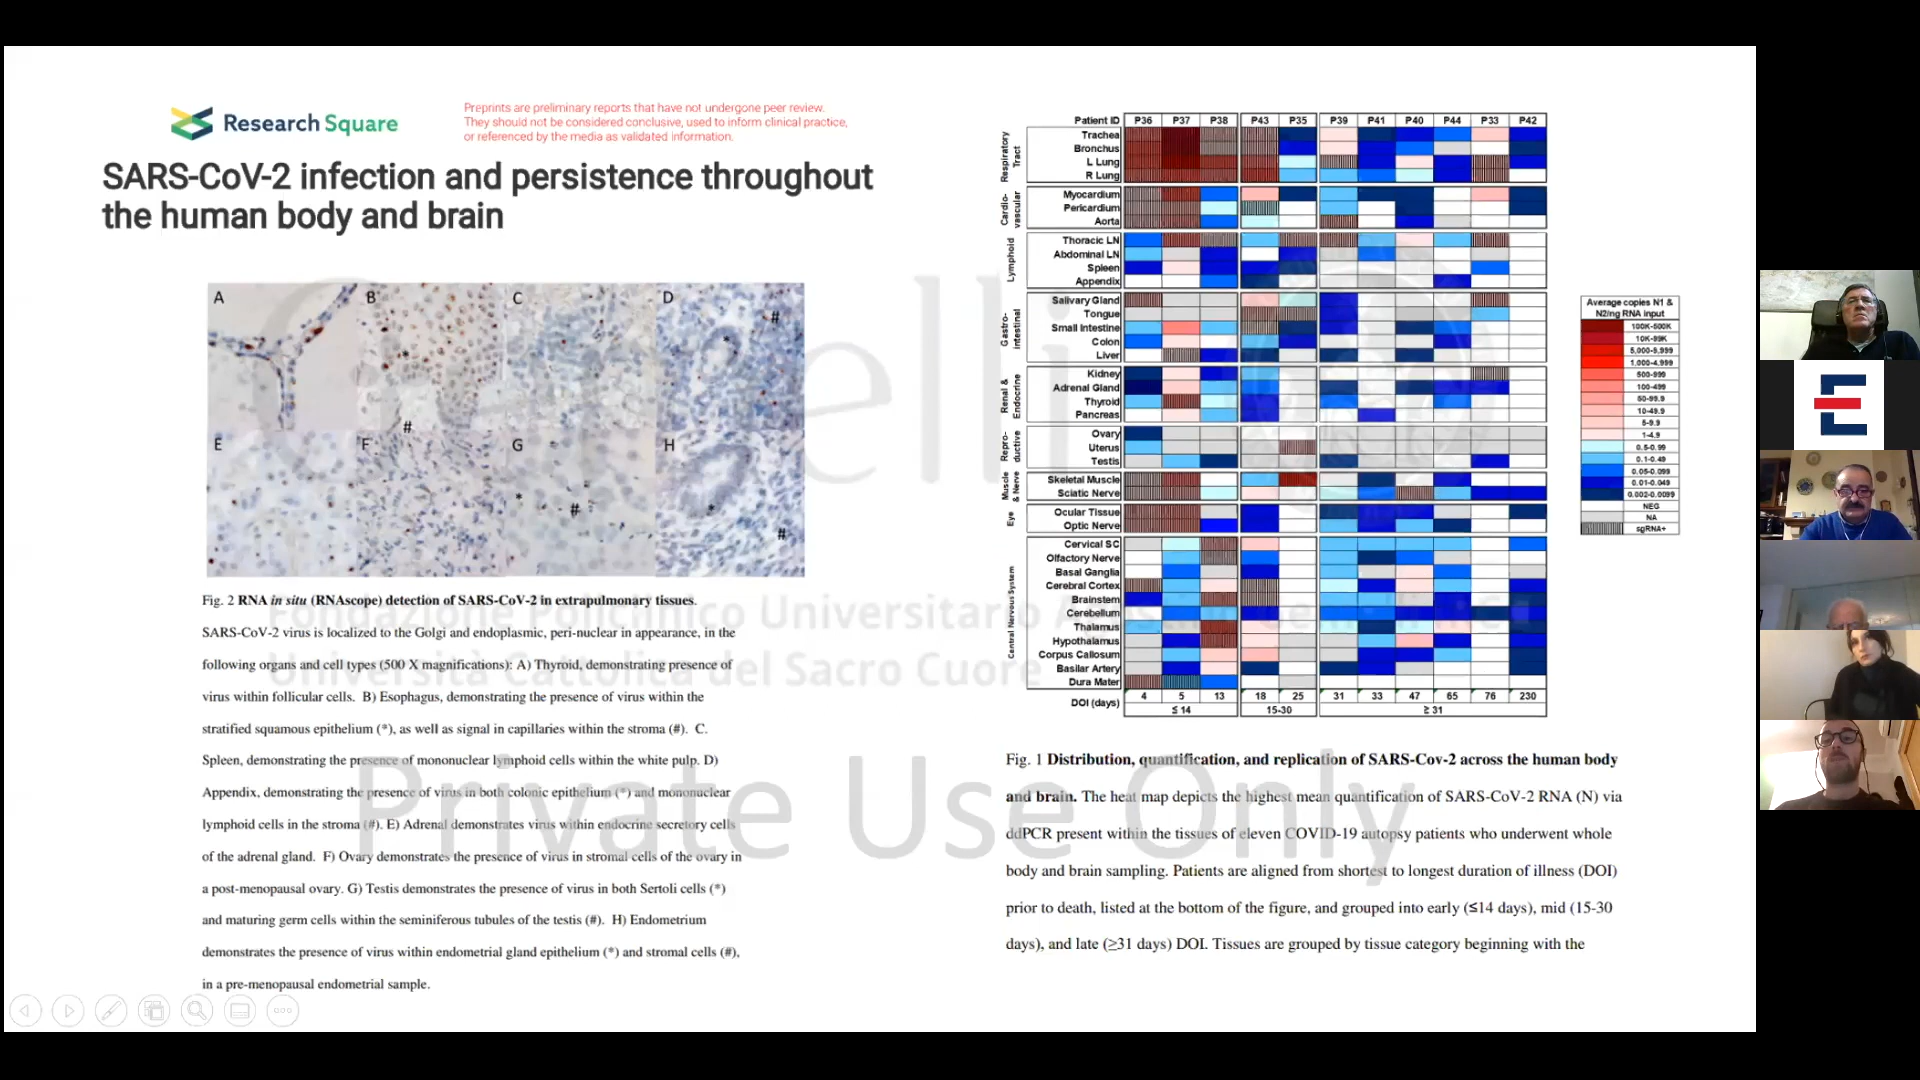 Research Square
Preprints are preliminary reports that have not undergone peer review.
They should not be considered conclusive, used to inform clinical practice,
or referenced by the media as validated information.
SARS-CoV-2 infection and persistence throughout
the human body and brain
A
B
C
D
#
*
*
#
E
F
G
H
*
#
*
#
Fig. 2 RNA in situ (RNAscope) detection of SARS-CoV-2 in extrapulmonary tissues.
SARS-CoV-2 virus is localized to the Golgi and endoplasmic, peri-nuclear in appearance, in the
following organs and cell types (500 X magnifications): A) Thyroid, demonstrating presence of
virus within follicular cells. B) Esophagus, demonstrating the presence of virus within the
stratified squamous epithelium (*), as well as signal in capillaries within the stroma (#). C.
Spleen, demonstrating the presence of mononuclear lymphoid cells within the white pulp. D)
Appendix, demonstrating the presence of virus in both colonic epithelium (*) and mononuclear
lymphoid cells in the stroma (#). E) Adrenal demonstrates virus within endocrine secretory cells
of the adrenal gland. F) Ovary demonstrates the presence of virus in stromal cells of the ovary in
a post-menopausal ovary. G) Testis demonstrates the presence of virus in both Sertoli cells (*)
and maturing germ cells within the seminiferous tubules of the testis (#). H) Endometrium
demonstrates the presence of virus within endometrial gland epithelium (*) and stromal cells (#),
in a pre-menopausal endometrial sample.
Patient ID P36 P37 P38 P43 P35 P39 P41 P40 P44 P33 P42
Respiratory Tract
Trachea
Bronchus
L Lung
R Lung
Cardio-vascular
Myocardium
Pericardium
Aorta
Lymphoid
Thoracic LN
Abdominal LN
Spleen
Appendix
Gastro-intestinal
Salivary Gland
Tongue
Small Intestine
Colon
Liver
Renal & Endocrine
Kidney
Adrenal Gland
Thyroid
Pancreas
Repro-ductive
Ovary
Uterus
Testis
Muscle & Nerve
Skeletal Muscle
Sciatic Nerve
Eye
Ocular Tissue
Optic Nerve
Central Nervous System
Cervical SC
Olfactory Nerve
Basal Ganglia
Cerebral Cortex
Brainstem
Cerebellum
Thalamus
Hypothalamus
Corpus Callosum
Basilar Artery
Dura Mater
DOI (days) 4 5 13 18 25 31 33 47 65 76 230
≤ 14 15-30 ≥ 31
Average copies N1 &
N2/ng RNA input
100K-500K
10K-99K
5,000-9,999
1,000-4,999
500-999
100-499
50-99.9
10-49.9
5-9.9
1-4.9
0.5-0.99
0.1-0.49
0.05-0.099
0.01-0.049
0.002-0.0099
NEG
NA
sgRNA+
Fig. 1 Distribution, quantification, and replication of SARS-Cov-2 across the human body
and brain. The heat map depicts the highest mean quantification of SARS-CoV-2 RNA (N) via
ddPCR present within the tissues of eleven COVID-19 autopsy patients who underwent whole
body and brain sampling. Patients are aligned from shortest to longest duration of illness (DOI)
prior to death, listed at the bottom of the figure, and grouped into early (≤14 days), mid (15-30
days), and late (≥31 days) DOI. Tissues are grouped by tissue category beginning with the
Gemelli
Fondazione Policlinico Universitario
Università Cattolica del Sacro Cuore
Private Use Only
E